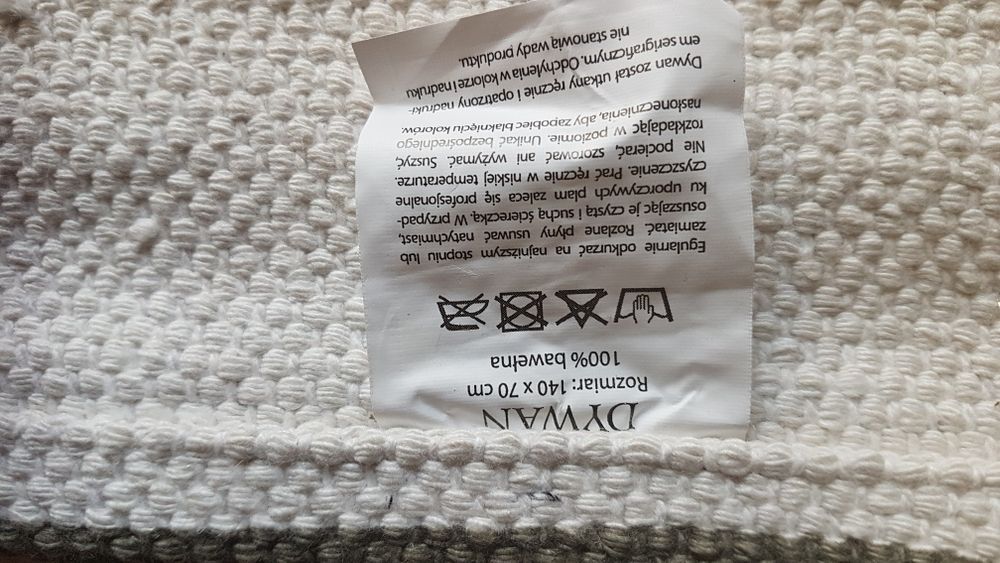 DYWAN
Rozmiar: 140 x 70 cm
100% bawełna
Egularnie odkurzać na najniższym stopniu lub
zamiatać. Rozlane płyny usuwać natychmiast,
osuszając je czystą i suchą ściereczką. W przypad-
ku uporczywych plam zaleca się profesjonalne
czyszczenie. Prać ręcznie w niskiej temperaturze.
Nie pocierać, szorować ani wyżymać. Suszyć,
rozkładając w poziomie. Unikać bezpośredniego
nasłonecznienia, aby zapobiec blaknięciu kolorów.
Dywan został utkany ręcznie i opatrzony nadruki-
em serigraficznym. Odchylenia w kolorze i nadruku
nie stanowią wady produktu.